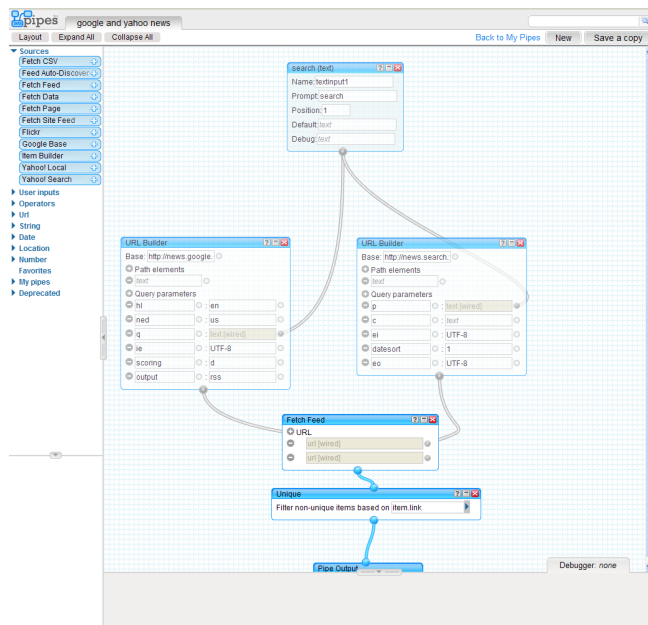 pipes google and yahoo news
Layout Expand All Collapse All Back to My Pipes New Save a copy
Sources
Fetch CSV
Feed Auto-Discover
Fetch Feed
Fetch Data
Fetch Page
Fetch Site Feed
Flickr
Google Base
Item Builder
Yahoo! Local
Yahoo! Search
User inputs
Operators
Url
String
Date
Location
Number
Favorites
My pipes
Deprecated
search (text) ?
Name: textinput1
Prompt: search
Position: 1
Default: text
Debug: text
URL Builder ?
Base: http://news.google.
Path elements
text
Query parameters
hl : en
ned : us
q : text [wired]
ie : UTF-8
scoring : d
output : rss
URL Builder ?
Base: http://news.search.
Path elements
text
Query parameters
p : text [wired]
c : text
ei : UTF-8
datesort : 1
eo : UTF-8
Fetch Feed ?
URL
url [wired]
url [wired]
Unique ?
Filter non-unique items based on item.link
Pipe Output
Debugger: none